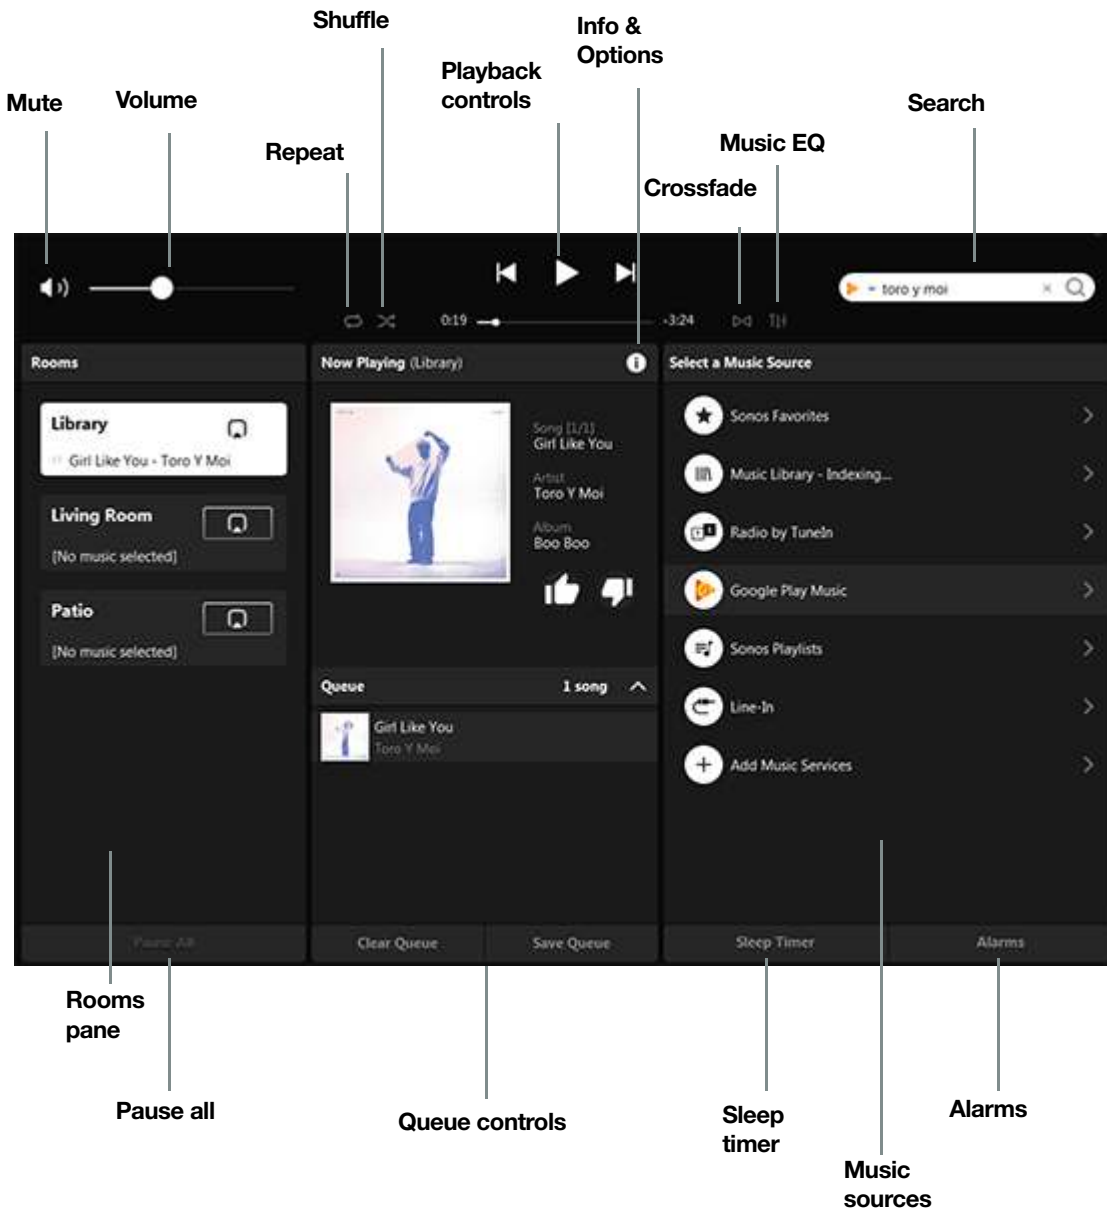 Shuffle
Info &
Options
Playback
controls
Mute
Volume
Search
Music EQ
Repeat
Crossfade
toro y moi
0:19
-3:24
Rooms
Now Playing (Library)
Select a Music Source
Library
Girl Like You - Toro Y Moi
Living Room
[No music selected]
Patio
[No music selected]
Song [1/1]
Girl Like You
Artist
Toro Y Moi
Album
Boo Boo
Queue
1 song
Girl Like You
Toro Y Moi
Sonos Favorites
Music Library - Indexing...
Radio by TuneIn
Google Play Music
Sonos Playlists
Line-In
Add Music Services
Pause All
Clear Queue
Save Queue
Sleep Timer
Alarms
Rooms
pane
Pause all
Queue controls
Sleep
timer
Alarms
Music
sources